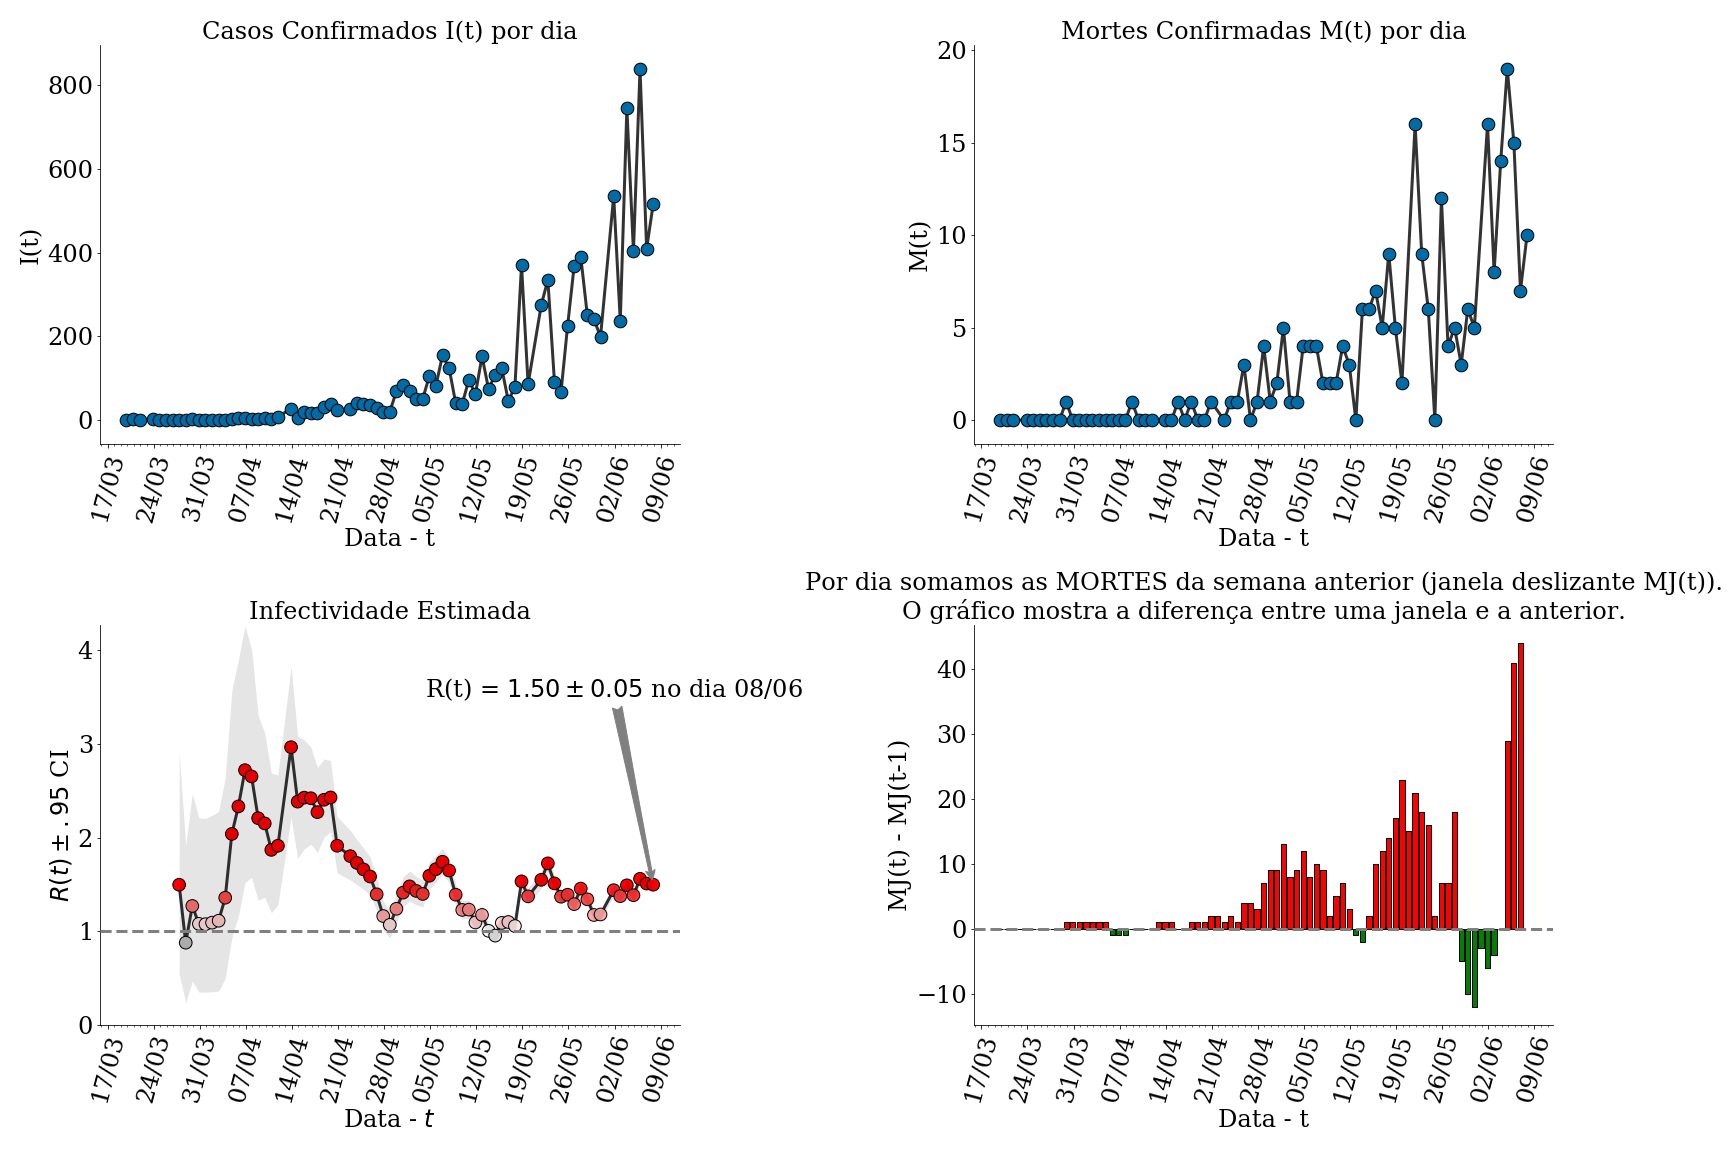 Casos Confirmados I(t) por dia
I(t)
800
600
400
200
0
17/03 24/03 31/03 07/04 14/04 21/04 28/04 05/05 12/05 19/05 26/05 02/06 09/06
Data - t
Mortes Confirmadas M(t) por dia
M(t)
20
15
10
5
0
17/03 24/03 31/03 07/04 14/04 21/04 28/04 05/05 12/05 19/05 26/05 02/06 09/06
Data - t
Infectividade Estimada
R(t) ± .95 CI
4
3
2
1
0
R(t) = 1.50 ± 0.05 no dia 08/06
17/03 24/03 31/03 07/04 14/04 21/04 28/04 05/05 12/05 19/05 26/05 02/06 09/06
Data - t
Por dia somamos as MORTES da semana anterior (janela deslizante MJ(t)).
O gráfico mostra a diferença entre uma janela e a anterior.
MJ(t) - MJ(t-1)
40
30
20
10
0
−10
17/03 24/03 31/03 07/04 14/04 21/04 28/04 05/05 12/05 19/05 26/05 02/06 09/06
Data - t